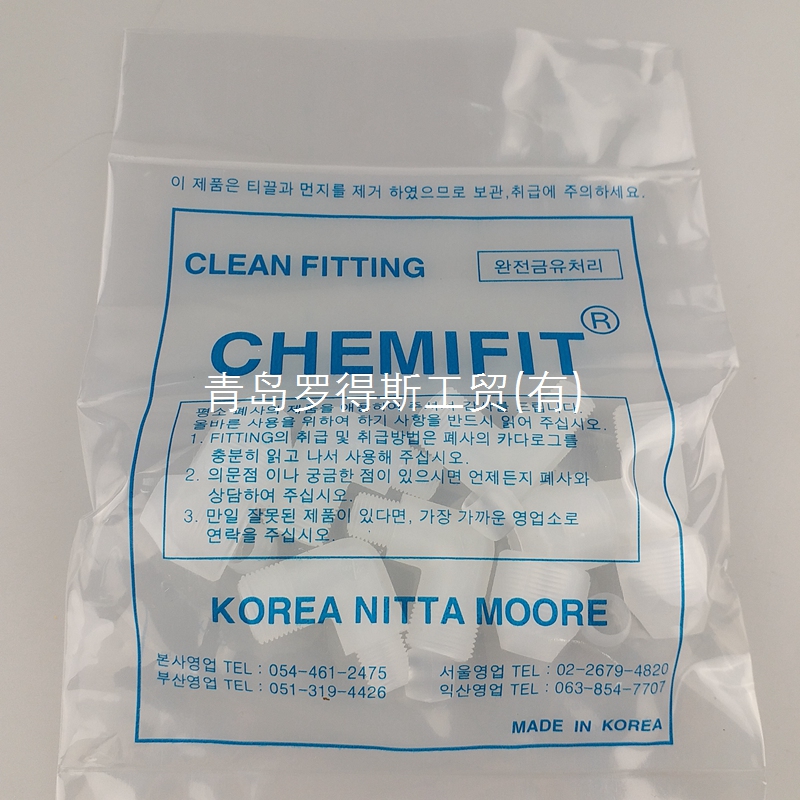 이 제품은 티끌과 먼지를 제거 하였으므로 보관,취급에 주의하세요.
CLEAN FITTING
완전금유처리
CHEMIFIT®
青岛罗得斯工贸(有)
평소 폐사의 제품을
올바른 사용을 위하여 하기 사항을 반드시 읽어 주십시오.
1. FITTING의 취급 및 취급방법은 폐사의 카다로그를
충분히 읽고 나서 사용해 주십시오.
2. 의문점 이나 궁금한 점이 있으시면 언제든지 폐사와
상담하여 주십시오.
3. 만일 잘못된 제품이 있다면, 가장 가까운 영업소로
연락을 주십시오.
KOREA NITTA MOORE
본사영업 TEL : 054-461-2475
서울영업 TEL : 02-2679-4820
부산영업 TEL : 051-319-4426
익산영업 TEL : 063-854-7707
MADE IN KOREA